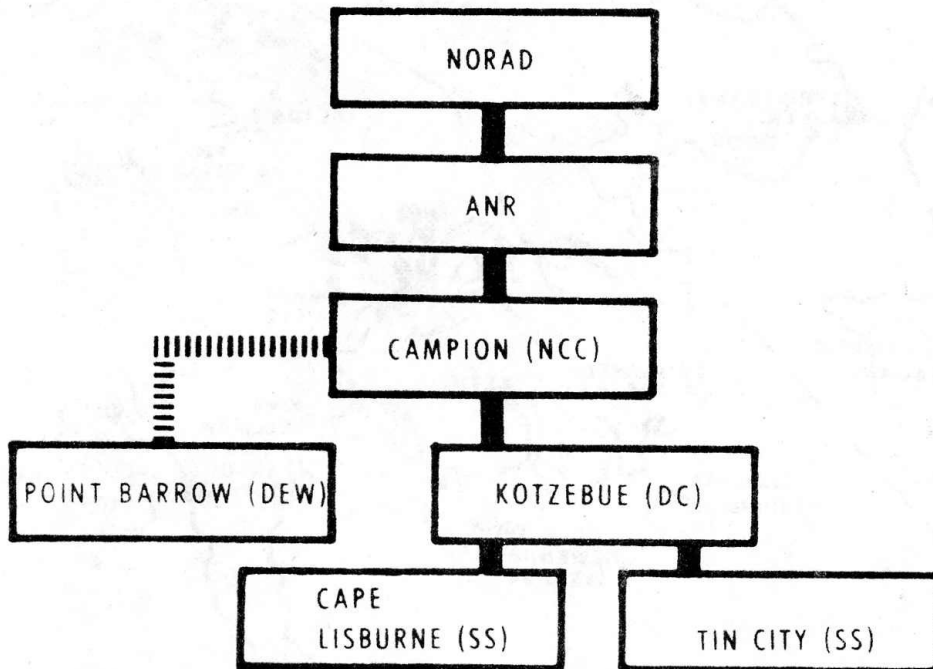 NORAD
ANR
CAMPION (NCC)
POINT BARROW (DEW)
KOTZEBUE (DC)
CAPE
LISBURNE (SS)
TIN CITY (SS)